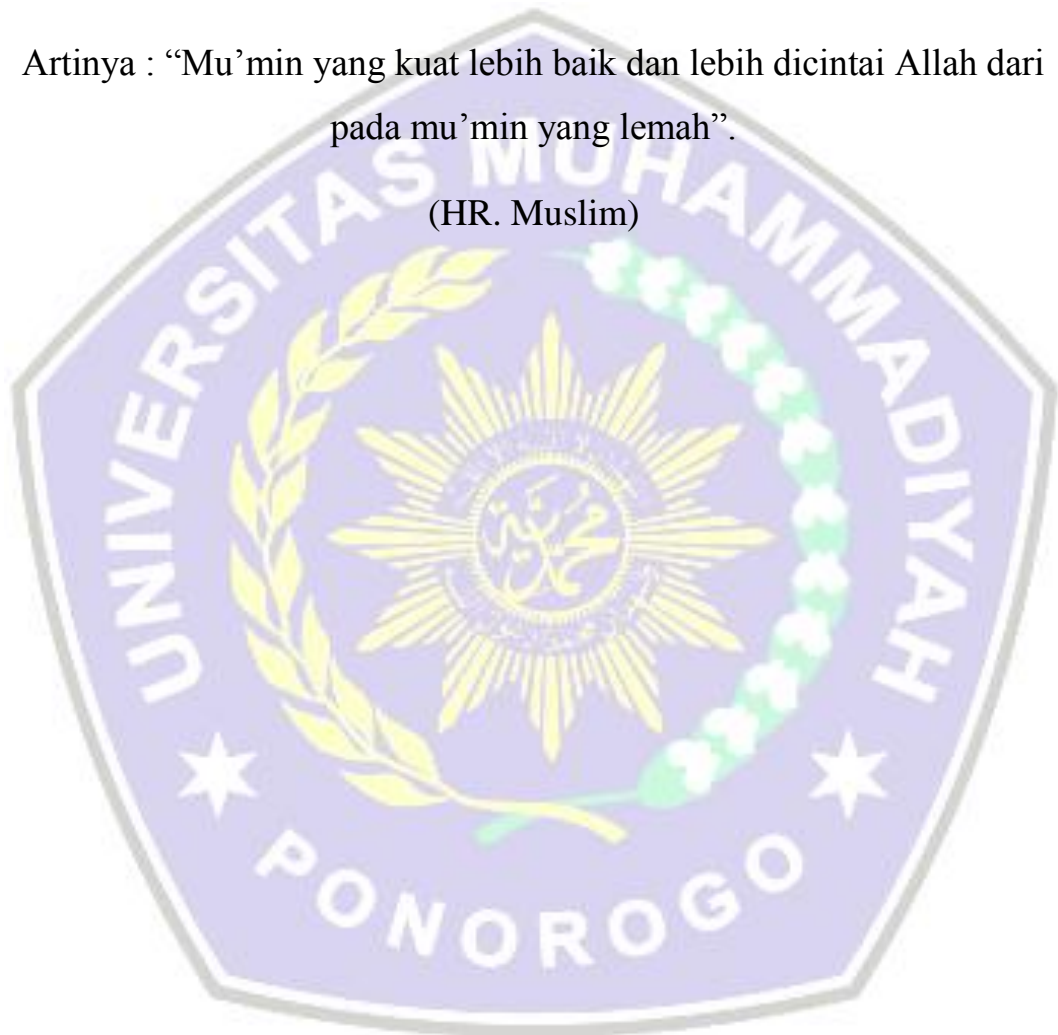 Artinya : “Mu’min yang kuat lebih baik dan lebih dicintai Allah dari
pada mu’min yang lemah”.
(HR. Muslim)
UNIVERSITAS MUHAMMADIYAH
محمدية
PONOROGO